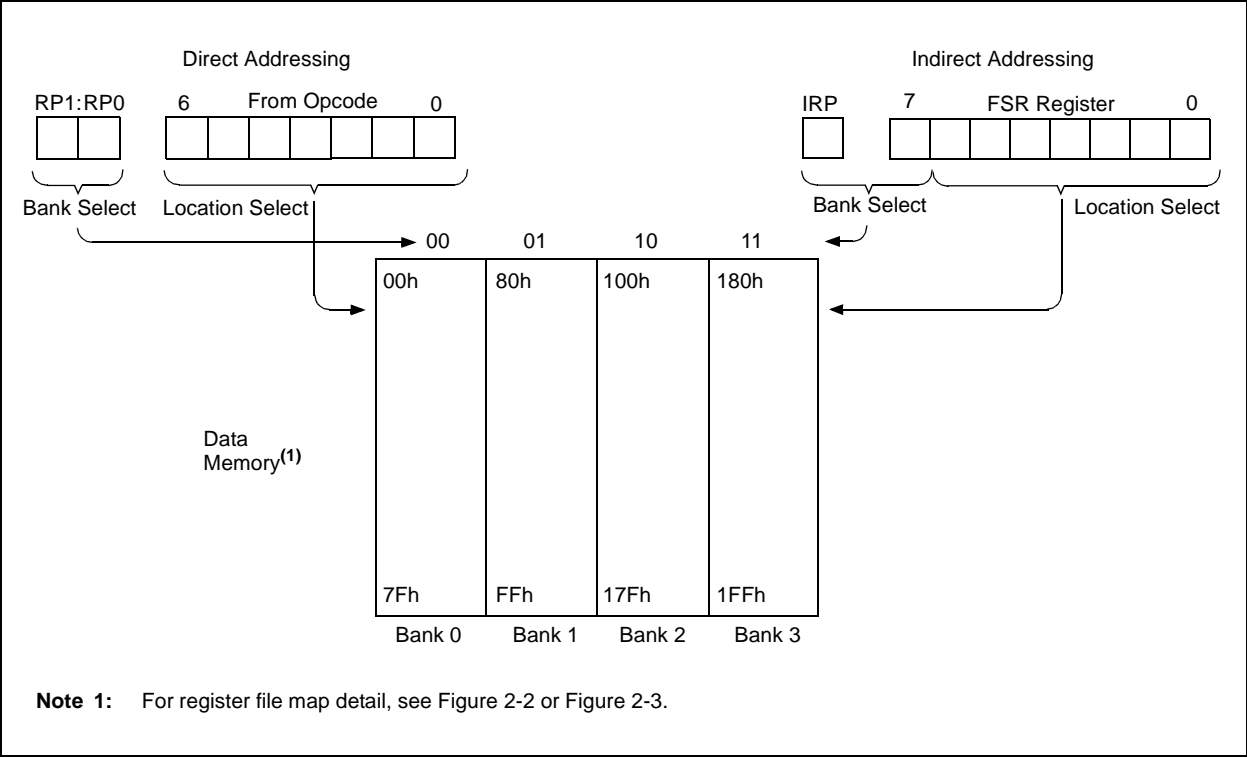 Direct Addressing
Indirect Addressing
RP1:RP0
6
From Opcode
0
IRP
7
FSR Register
0
Bank Select
Location Select
Bank Select
Location Select
00
01
10
11
00h
80h
100h
180h
Data
Memory(1)
7Fh
FFh
17Fh
1FFh
Bank 0
Bank 1
Bank 2
Bank 3
Note 1: For register file map detail, see Figure 2-2 or Figure 2-3.